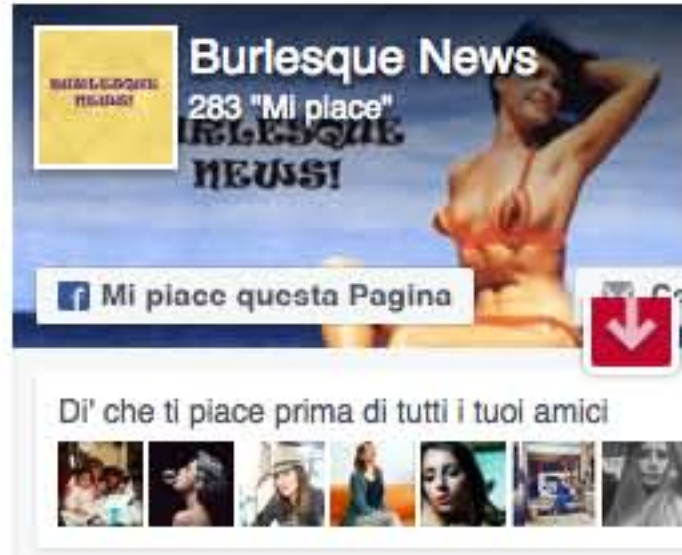 Burlesque News
283 "Mi piace"
BURLESQUE
NEWS!
NEWS!
Mi piace questa Pagina
Di' che ti piace prima di tutti i tuoi amici